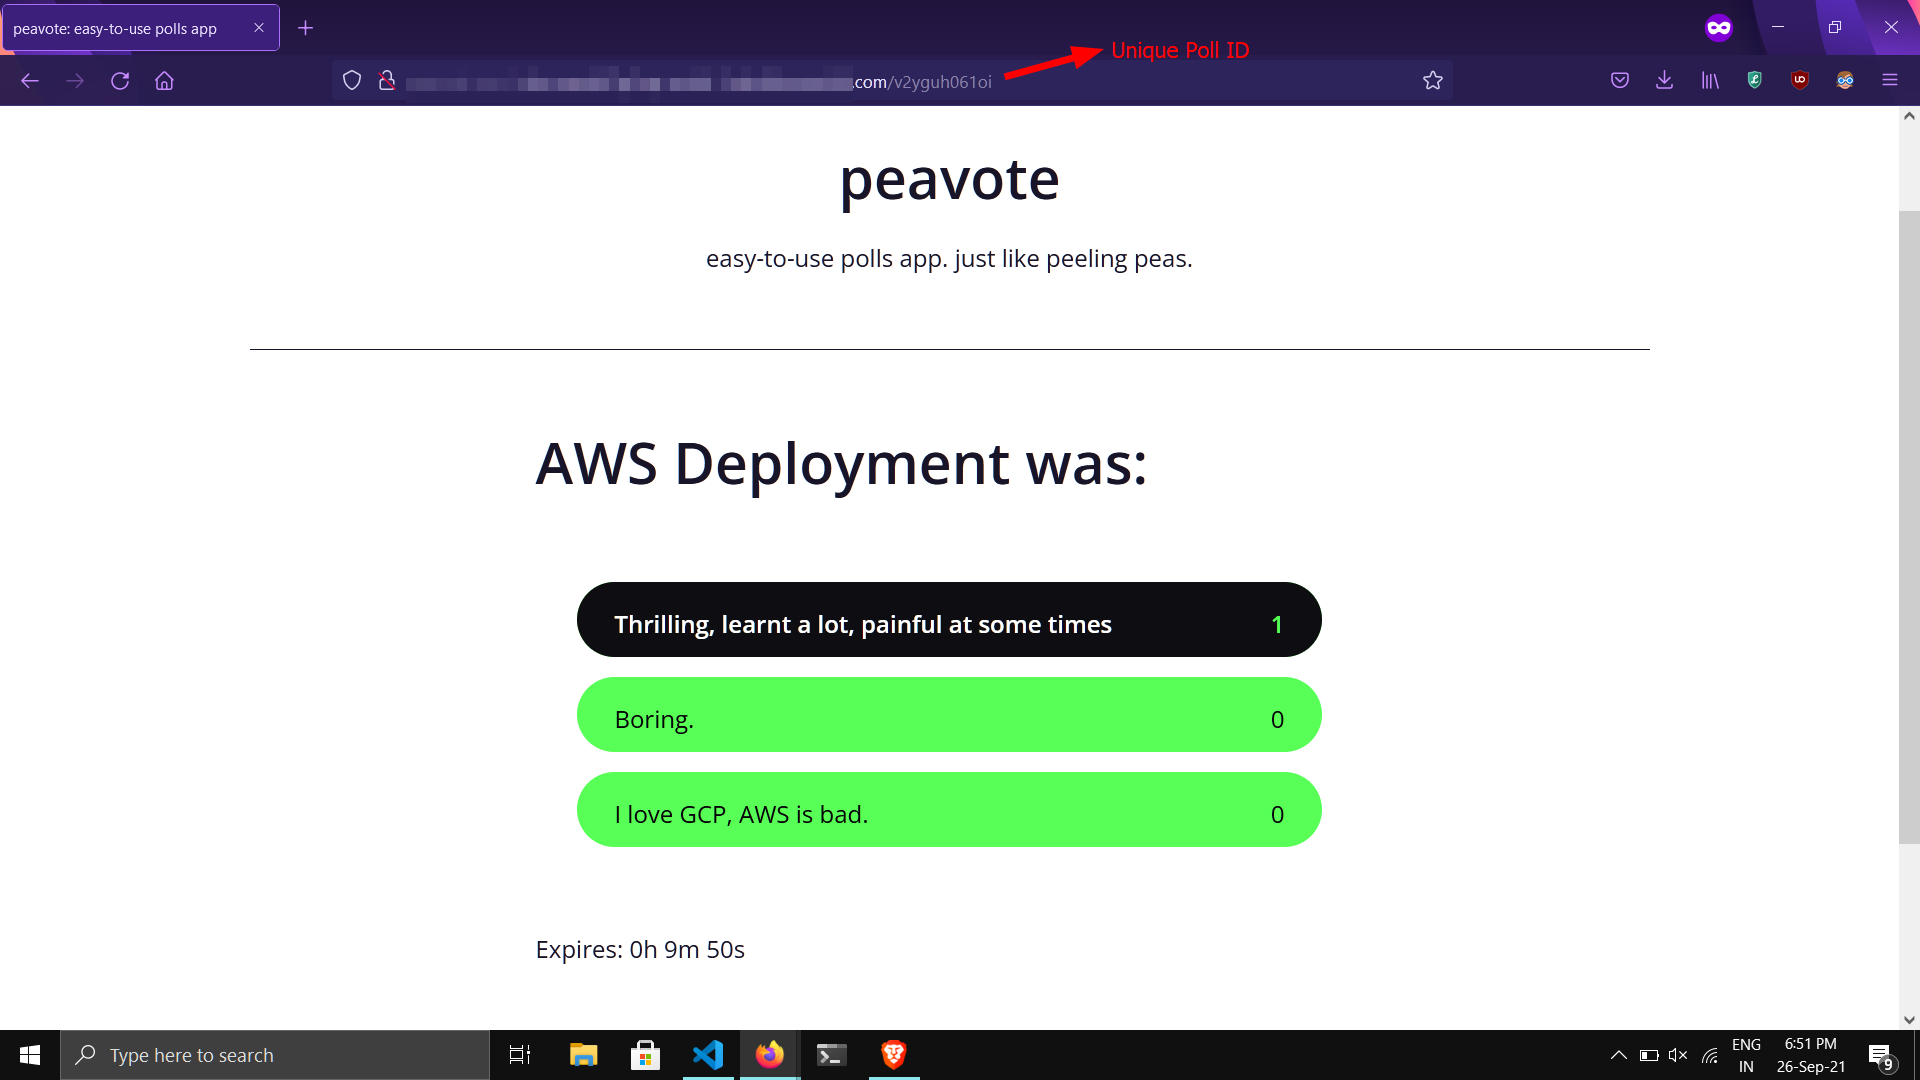 peavote: easy-to-use polls app
Unique Poll ID
.com/v2yguh061oi
peavote
easy-to-use polls app. just like peeling peas.
AWS Deployment was:
Thrilling, learnt a lot, painful at some times 1
Boring. 0
I love GCP, AWS is bad. 0
Expires: 0h 9m 50s
Type here to search
ENG
IN
6:51 PM
26-Sep-21
9